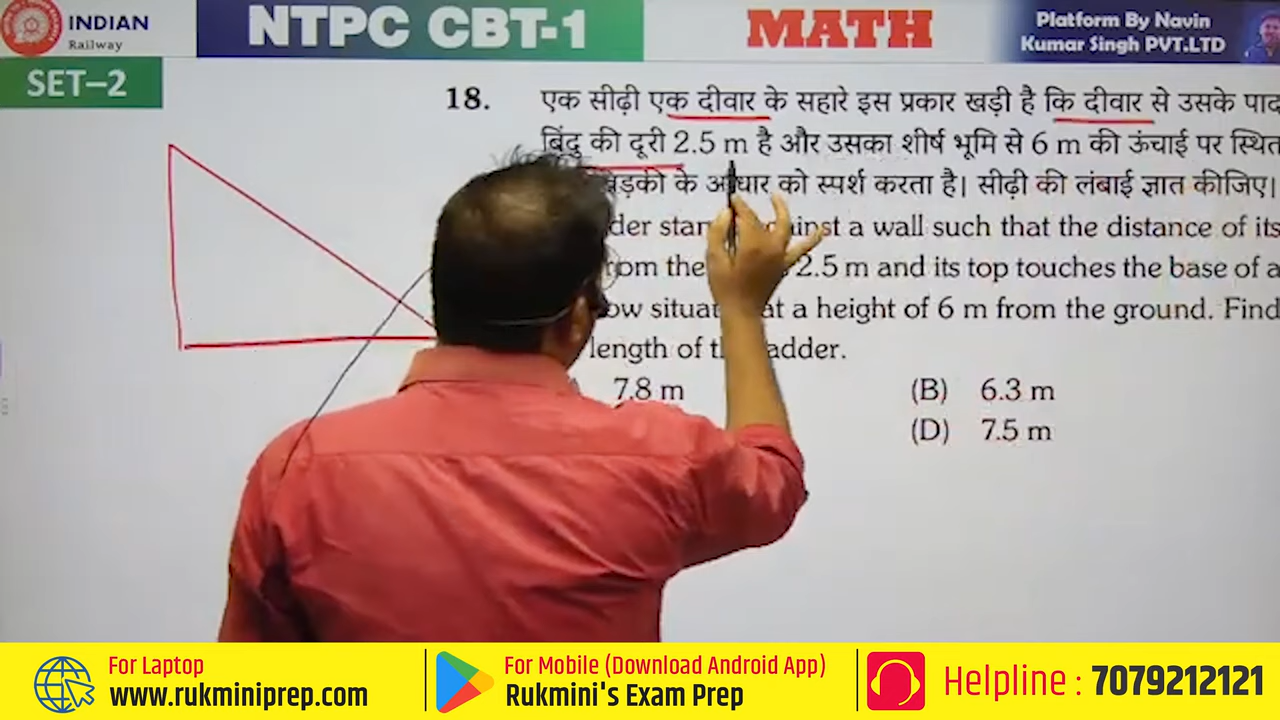 INDIAN
Railway
NTPC CBT-1
MATH
Platform By Navin
Kumar Singh PVT.LTD
SET–2
18. एक सीढ़ी एक दीवार के सहारे इस प्रकार खड़ी है कि दीवार से उसके पाद
बिंदु की दूरी 2.5 m है और उसका शीर्ष भूमि से 6 m की ऊंचाई पर स्थित
के आधार को स्पर्श करता है। सीढ़ी की लंबाई ज्ञात कीजिए।
a wall such that the distance of its
the 2.5 m and its top touches the base of a
at a height of 6 m from the ground. Find
length of adder.
7.8 m (B) 6.3 m
(D) 7.5 m
For Laptop
www.rukminiprep.com
For Mobile (Download Android App)
Rukmini's Exam Prep
Helpline : 7079212121